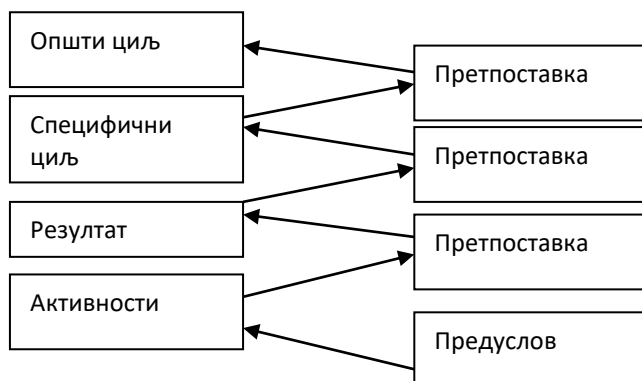 Општи циљ
Претпоставка
Специфични
циљ
Претпоставка
Резултат
Претпоставка
Активности
Предуслов